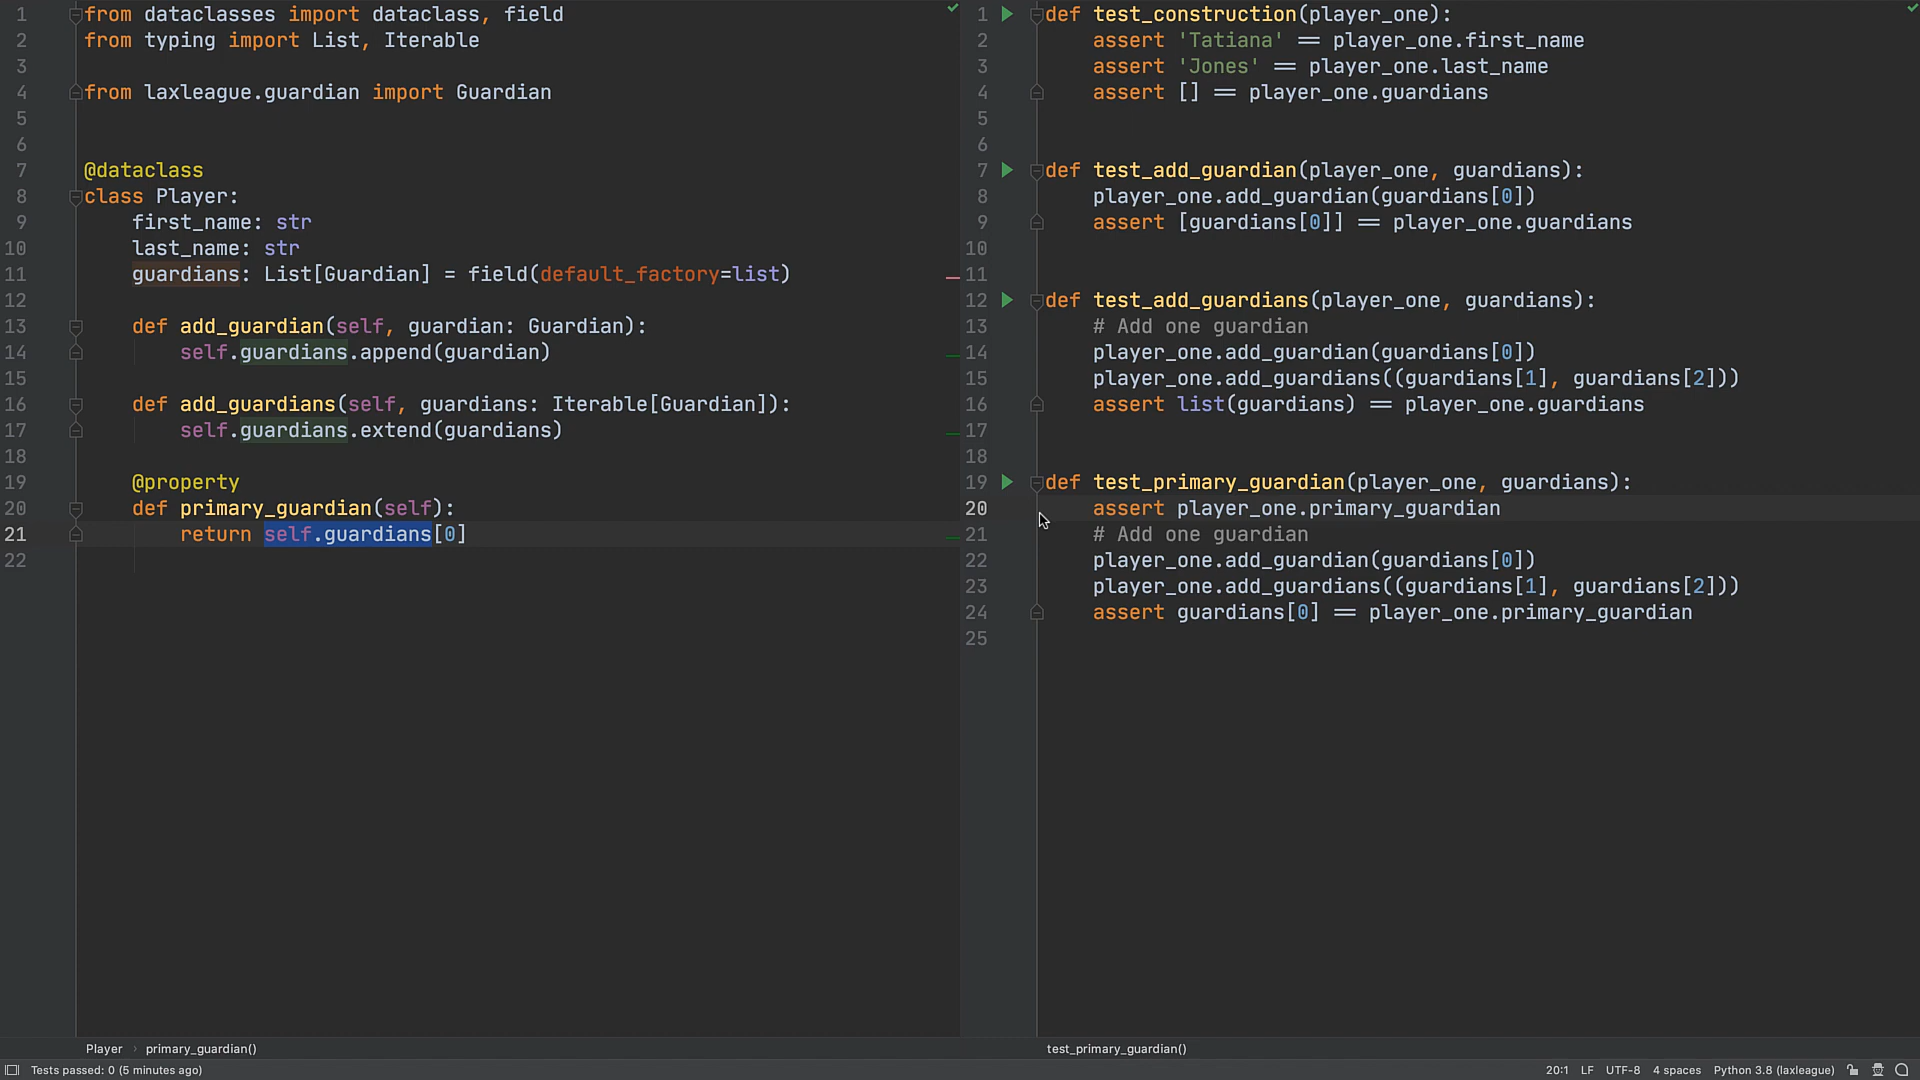 1 from dataclasses import dataclass, field
2 from typing import List, Iterable
3
4 from laxleague.guardian import Guardian
5
6
7 @dataclass
8 class Player:
9 first_name: str
10 last_name: str
11 guardians: List[Guardian] = field(default_factory=list)
12
13 def add_guardian(self, guardian: Guardian):
14 self.guardians.append(guardian)
15
16 def add_guardians(self, guardians: Iterable[Guardian]):
17 self.guardians.extend(guardians)
18
19 @property
20 def primary_guardian(self):
21 return self.guardians[0]
22
Player › primary_guardian()
1 def test_construction(player_one):
2 assert 'Tatiana' == player_one.first_name
3 assert 'Jones' == player_one.last_name
4 assert [] == player_one.guardians
5
6
7 def test_add_guardian(player_one, guardians):
8 player_one.add_guardian(guardians[0])
9 assert [guardians[0]] == player_one.guardians
10
11
12 def test_add_guardians(player_one, guardians):
13 # Add one guardian
14 player_one.add_guardian(guardians[0])
15 player_one.add_guardians((guardians[1], guardians[2]))
16 assert list(guardians) == player_one.guardians
17
18
19 def test_primary_guardian(player_one, guardians):
20 assert player_one.primary_guardian
21 # Add one guardian
22 player_one.add_guardian(guardians[0])
23 player_one.add_guardians((guardians[1], guardians[2]))
24 assert guardians[0] == player_one.primary_guardian
25
test_primary_guardian()
Tests passed: 0 (5 minutes ago)
20:1 LF UTF-8 4 spaces Python 3.8 (laxleague)